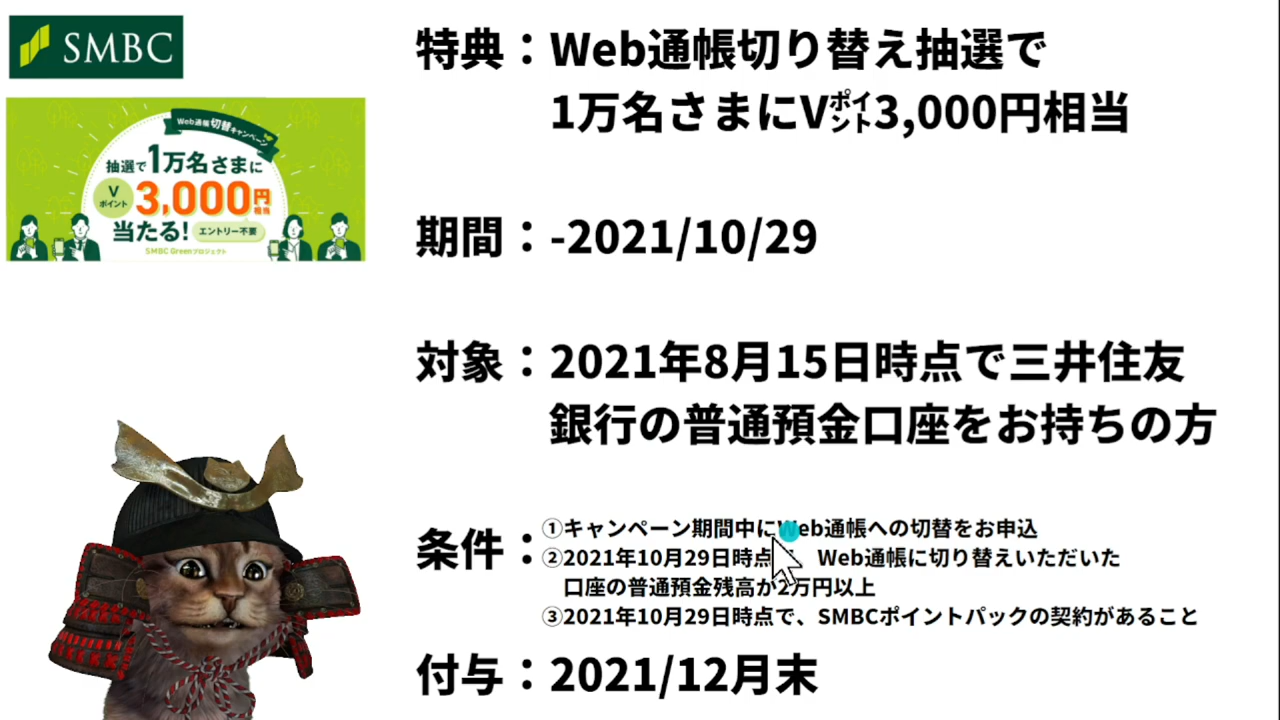 SMBC
Web通帳切替キャンペーン
抽選で1万名さまに
Vポイント3,000円相当
当たる! エントリー不要
SMBC Greenプロジェクト
特典：Web通帳切り替え抽選で
1万名さまにVポイント3,000円相当
期間：-2021/10/29
対象：2021年8月15日時点で三井住友
銀行の普通預金口座をお持ちの方
条件：
①キャンペーン期間中にWeb通帳への切替をお申込
②2021年10月29日時点 Web通帳に切り替えいただいた
口座の普通預金残高が2万円以上
③2021年10月29日時点で、SMBCポイントパックの契約があること
付与：2021/12月末